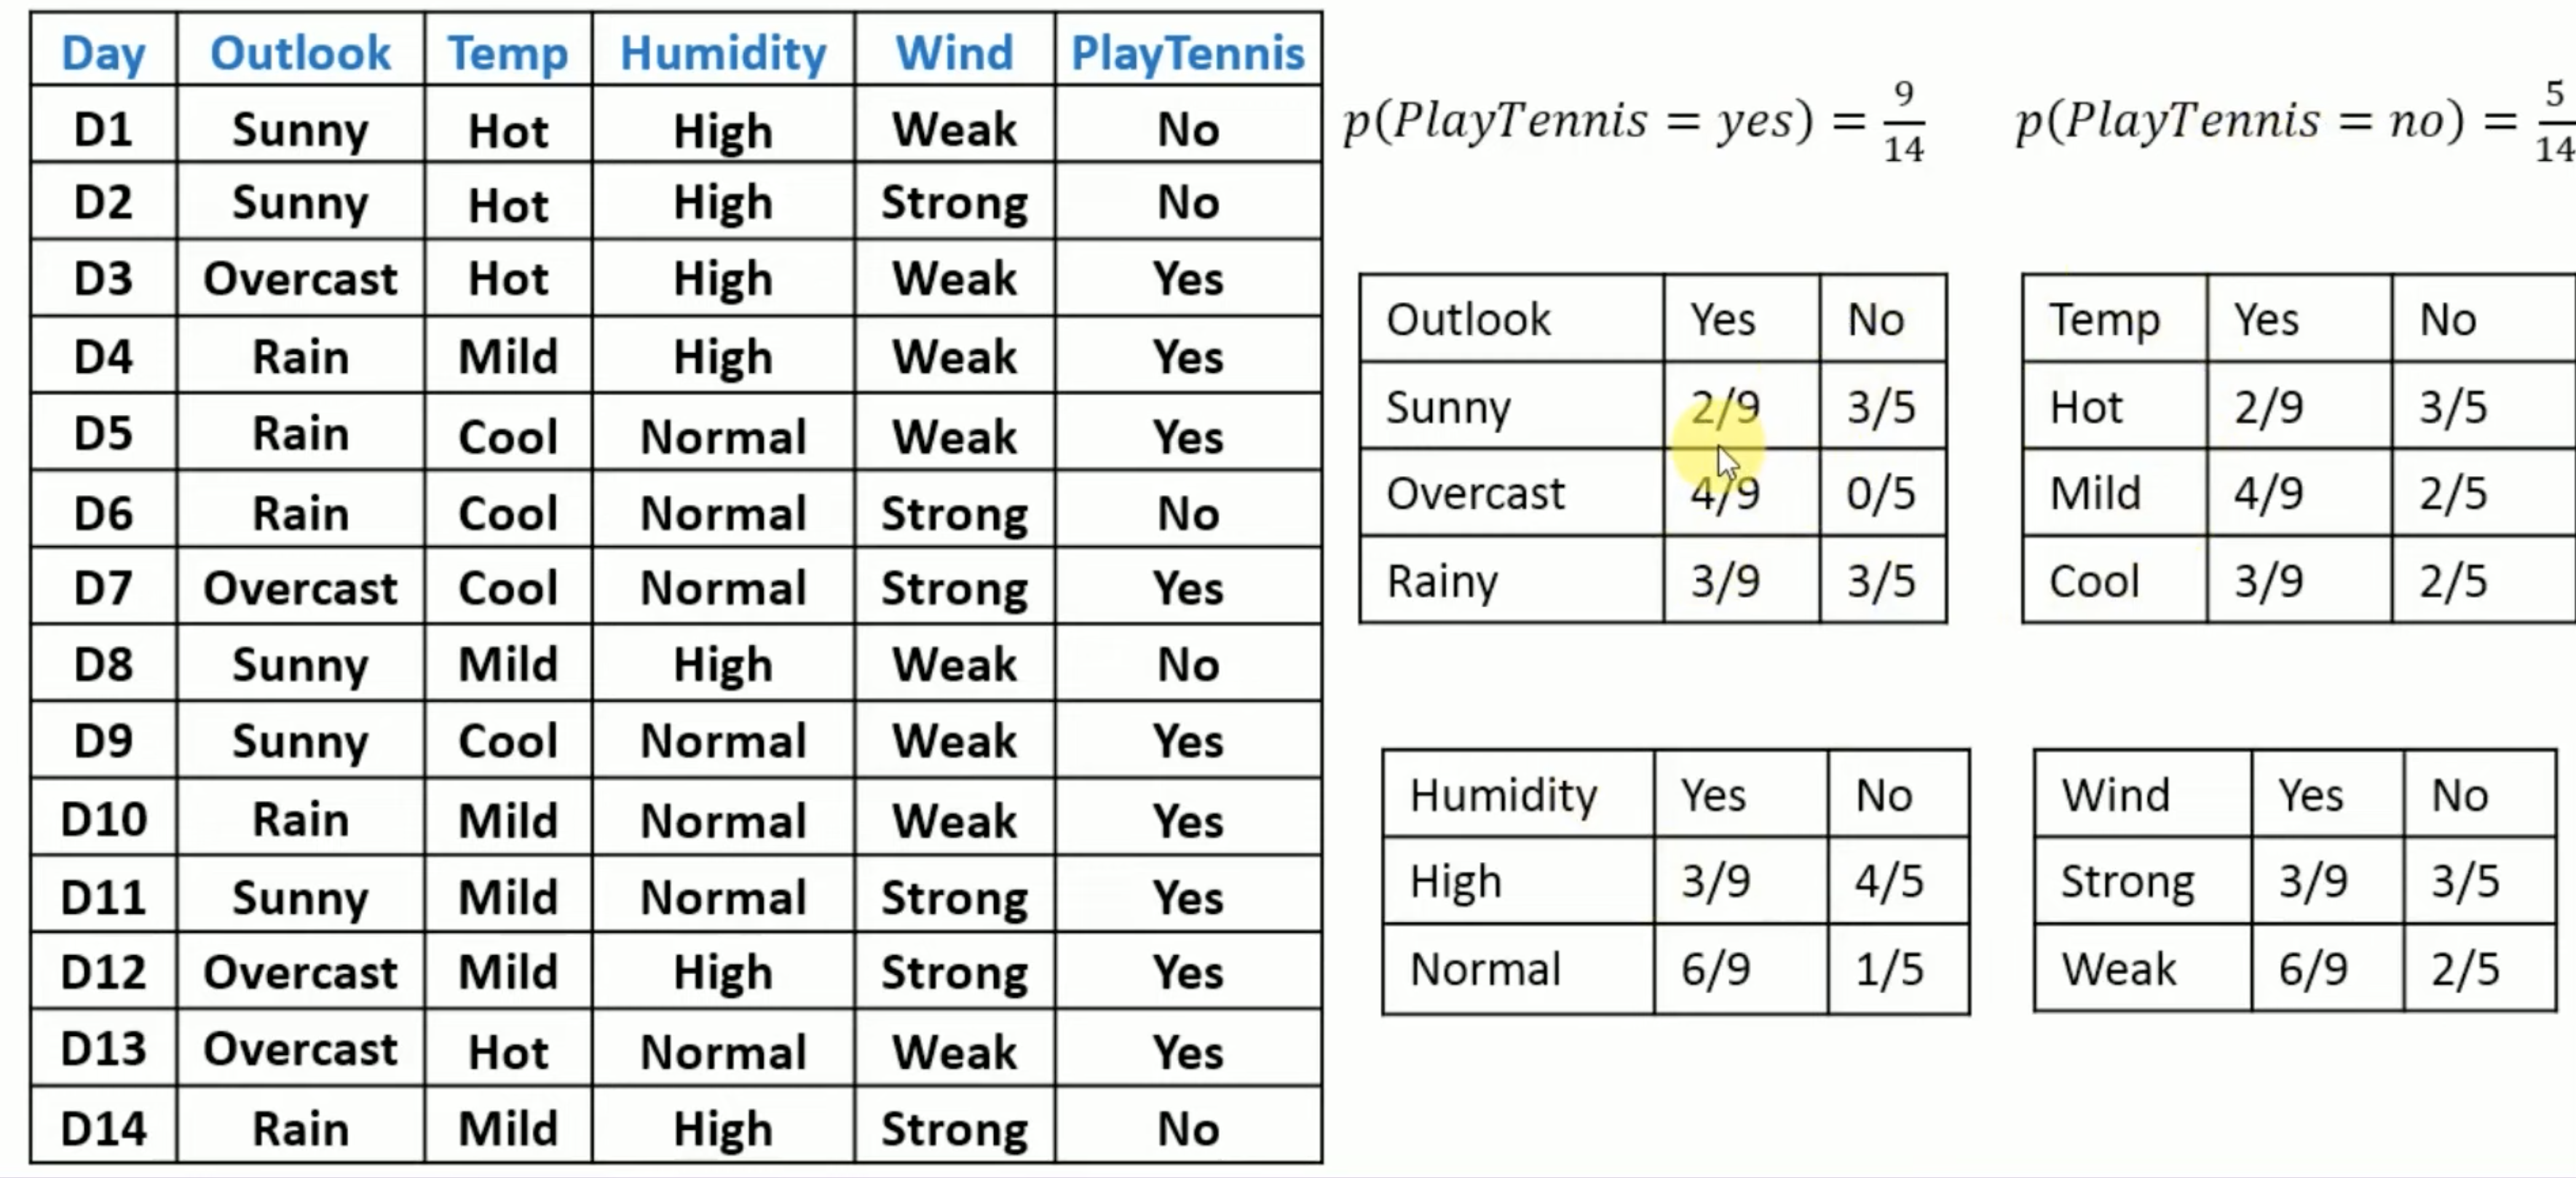 Day Outlook Temp Humidity Wind PlayTennis
D1 Sunny Hot High Weak No
D2 Sunny Hot High Strong No
D3 Overcast Hot High Weak Yes
D4 Rain Mild High Weak Yes
D5 Rain Cool Normal Weak Yes
D6 Rain Cool Normal Strong No
D7 Overcast Cool Normal Strong Yes
D8 Sunny Mild High Weak No
D9 Sunny Cool Normal Weak Yes
D10 Rain Mild Normal Weak Yes
D11 Sunny Mild Normal Strong Yes
D12 Overcast Mild High Strong Yes
D13 Overcast Hot Normal Weak Yes
D14 Rain Mild High Strong No
p(PlayTennis = yes) = 9/14
p(PlayTennis = no) = 5/14
Outlook Yes No
Sunny 2/9 3/5
Overcast 4/9 0/5
Rainy 3/9 3/5
Temp Yes No
Hot 2/9 3/5
Mild 4/9 2/5
Cool 3/9 2/5
Humidity Yes No
High 3/9 4/5
Normal 6/9 1/5
Wind Yes No
Strong 3/9 3/5
Weak 6/9 2/5